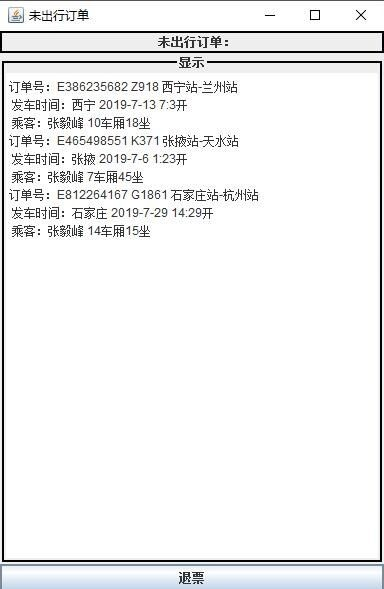 未出行订单
未出行订单：
显示
订单号：E386235682 Z918 西宁站-兰州站
发车时间：西宁 2019-7-13 7:3开
乘客：张毅峰 10车厢18坐
订单号：E465498551 K371 张掖站-天水站
发车时间：张掖 2019-7-6 1:23开
乘客：张毅峰 7车厢45坐
订单号：E812264167 G1861 石家庄站-杭州站
发车时间：石家庄 2019-7-29 14:29开
乘客：张毅峰 14车厢15坐
退票